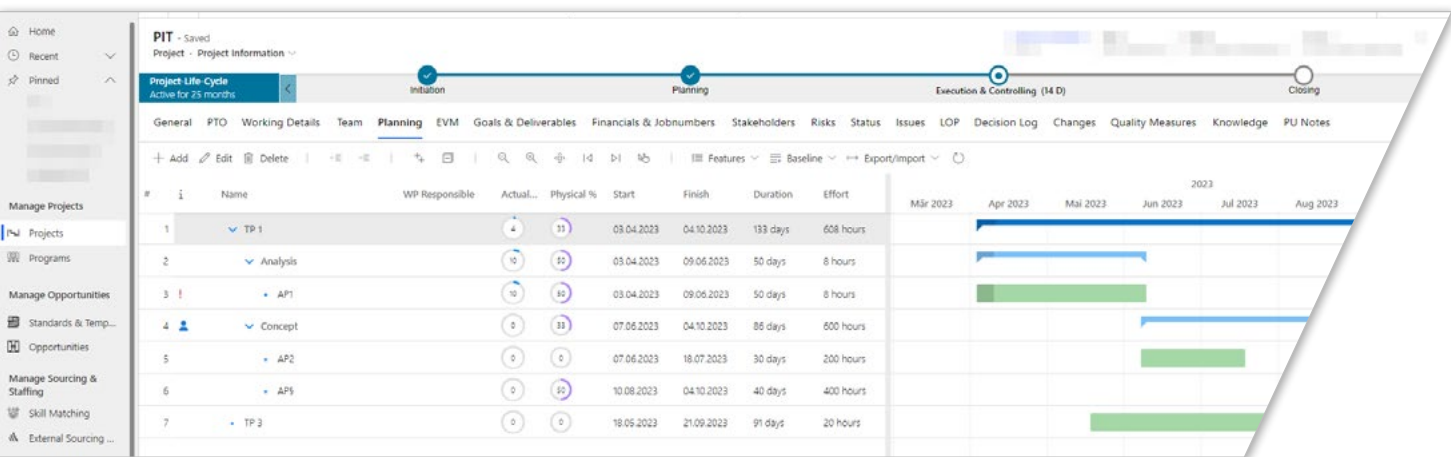 Home
Recent
Pinned
Manage Projects
Projects
Programs
Manage Opportunities
Standards & Temp...
Opportunities
Manage Sourcing &
Staffing
Skill Matching
External Sourcing ...
PIT - Saved
Project · Project Information
Project-Life-Cycle
Active for 25 months
Initiation
Planning
Execution & Controlling (14 D)
Closing
General PTO Working Details Team Planning EVM Goals & Deliverables Financials & Jobnumbers Stakeholders Risks Status Issues LOP Decision Log Changes Quality Measures Knowledge PU Notes
Add Edit Delete Features Baseline Export/Import
# i Name WP Responsible Actual... Physical % Start Finish Duration Effort
2023
Mär 2023 Apr 2023 Mai 2023 Jun 2023 Jul 2023 Aug 2023
1 TP 1 4 33 03.04.2023 04.10.2023 133 days 608 hours
2 Analysis 10 50 03.04.2023 09.06.2023 50 days 8 hours
3 ! AP1 10 50 03.04.2023 09.06.2023 50 days 8 hours
4 Concept 0 33 07.06.2023 04.10.2023 86 days 600 hours
5 AP2 0 0 07.06.2023 18.07.2023 30 days 200 hours
6 0 50 10.08.2023 04.10.2023 40 days 400 hours
7 TP 3 0 0 18.05.2023 21.09.2023 91 days 20 hours